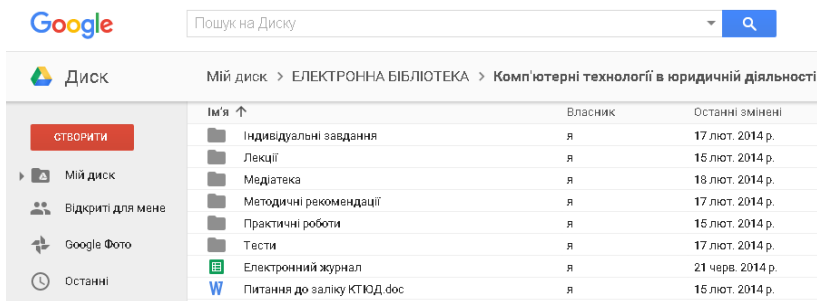 Google
Пошук на Диску
Диск
Мій диск > ЕЛЕКТРОННА БІБЛІОТЕКА > Комп'ютерні технології в юридичній діяльності
Ім'я ↑ Власник Останні змінені
СТВОРИТИ
Індивідуальні завдання я 17 лют. 2014 р.
Лекції я 15 лют. 2014 р.
Мій диск
Медіатека я 18 лют. 2014 р.
Відкриті для мене
Методичні рекомендації я 17 лют. 2014 р.
Практичні роботи я 15 лют. 2014 р.
Google Фото
Тести я 17 лют. 2014 р.
Електронний журнал я 21 черв. 2014 р.
Останні
W Питання до заліку КТЮД.doc я 15 лют. 2014 р.